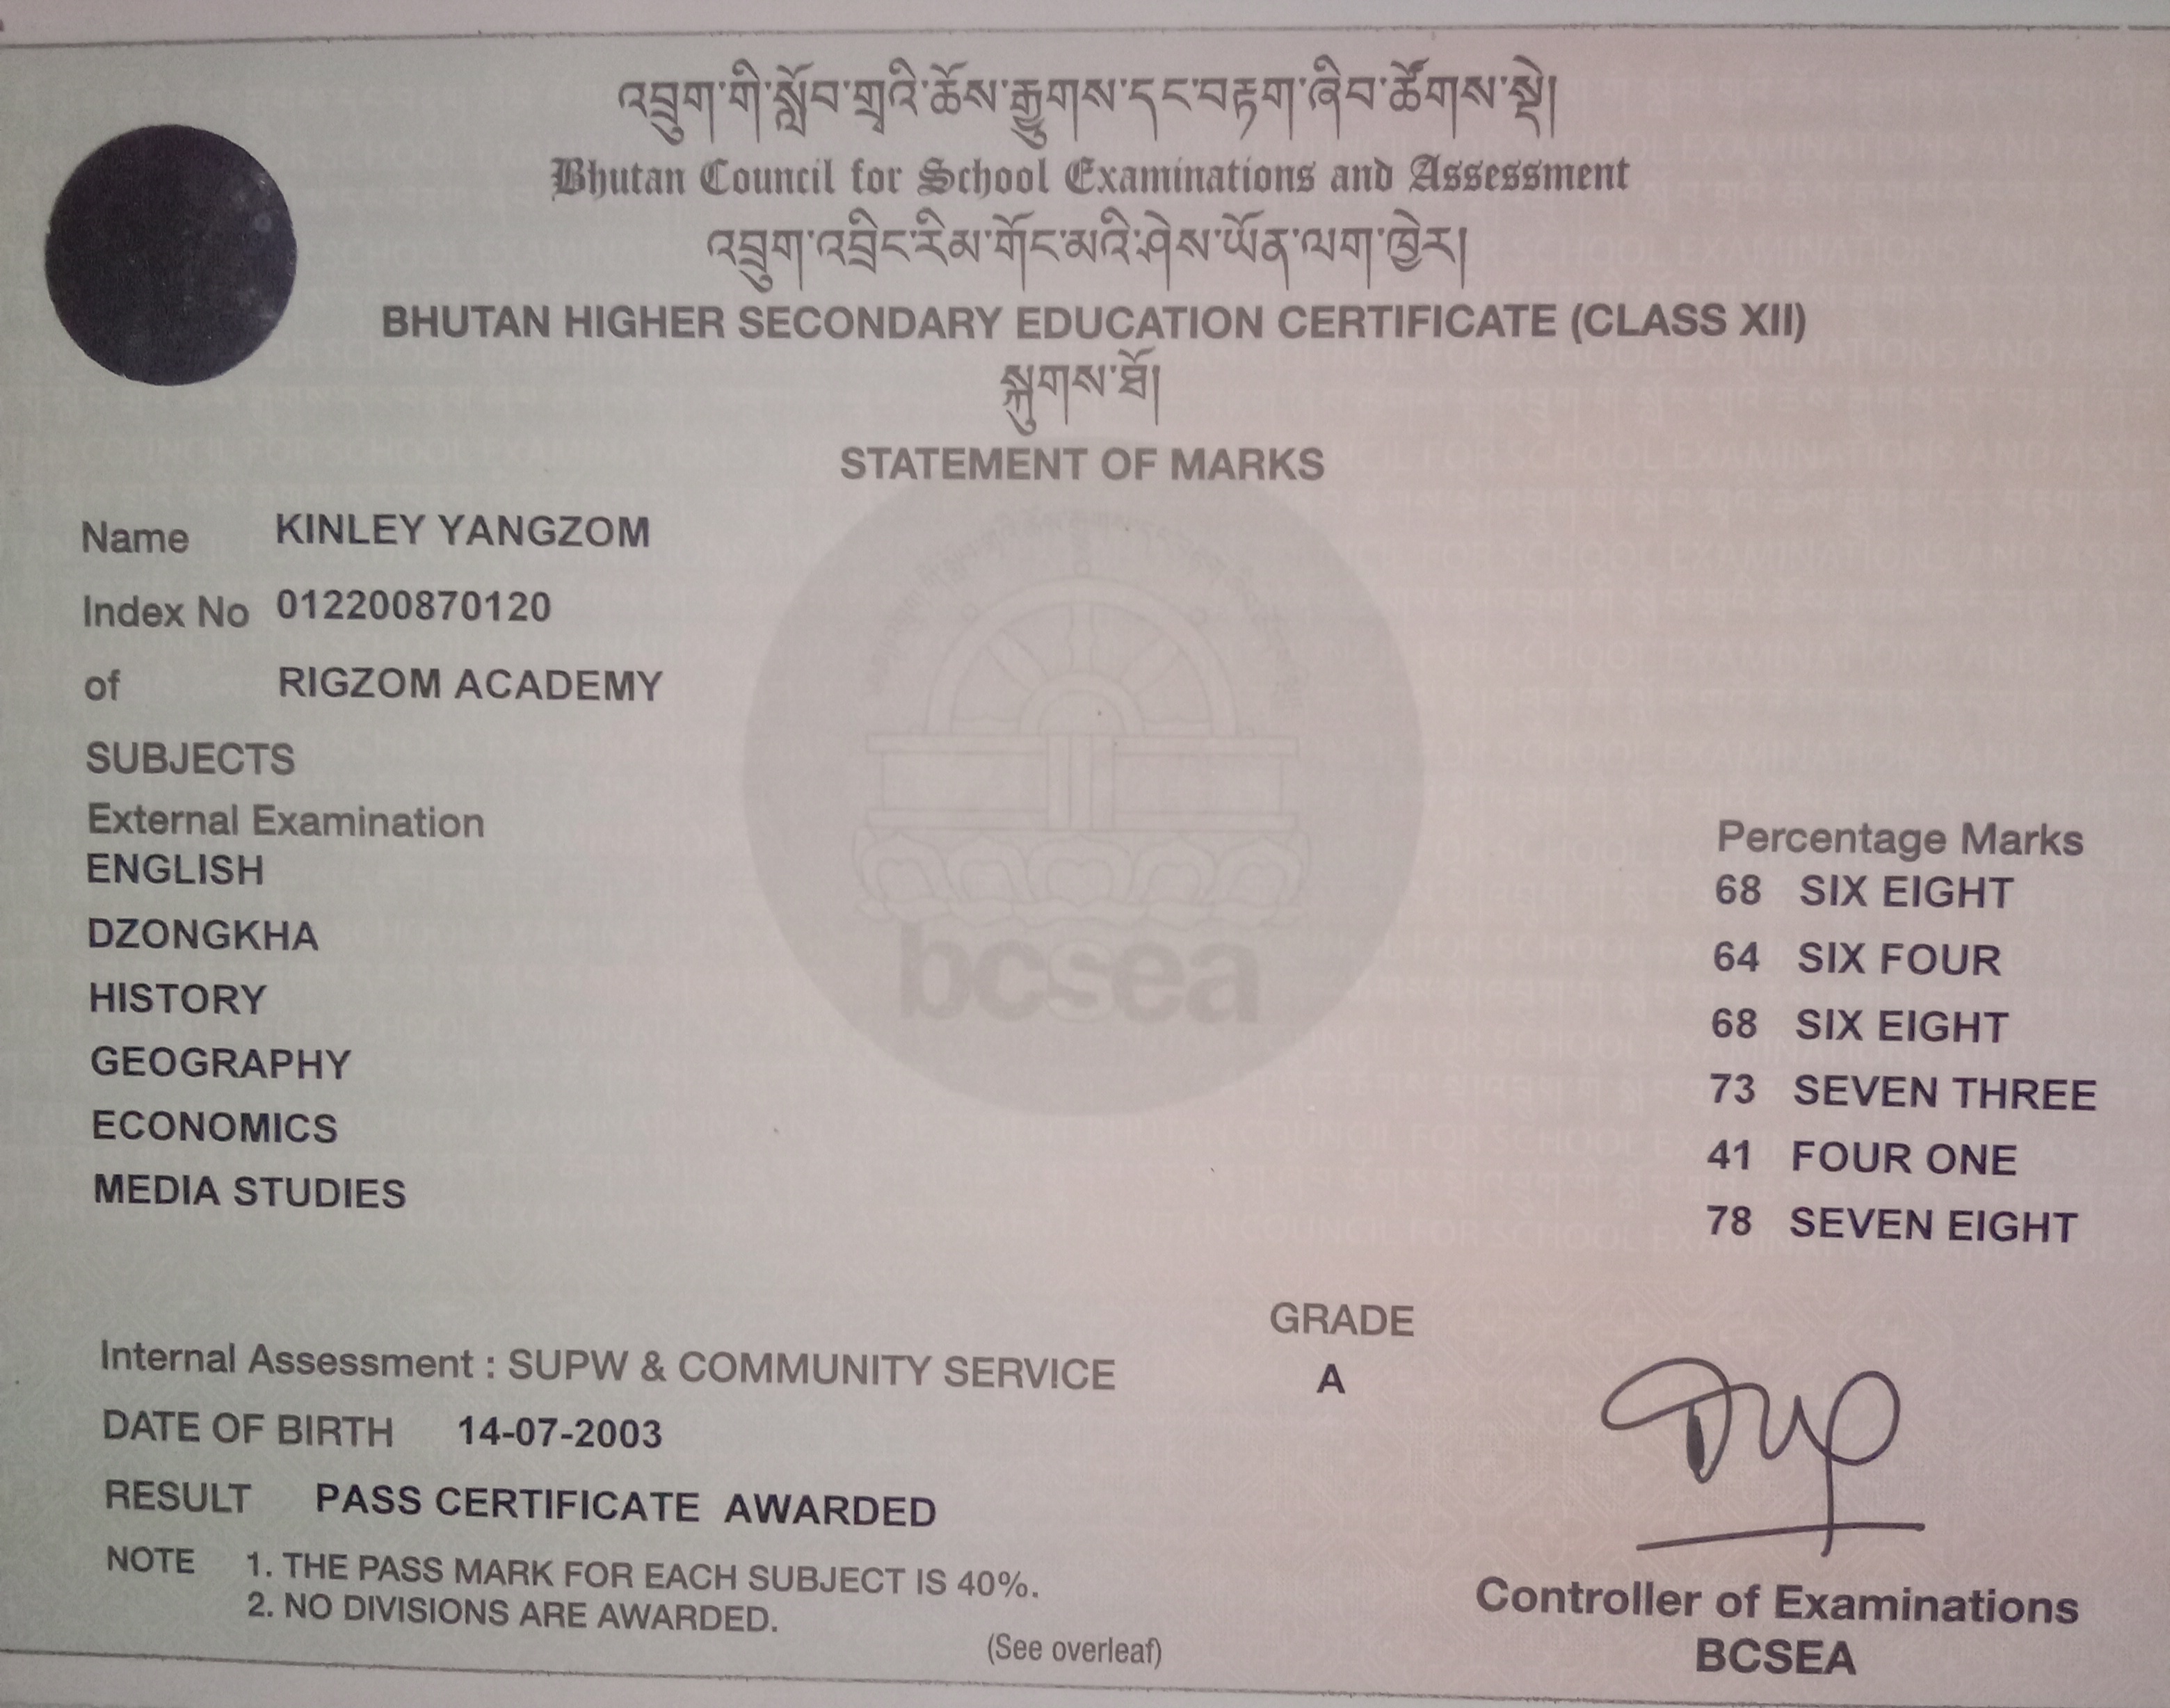 འབྲུག་གི་སློབ་གྲྭའི་ཆོས་རྒྱུགས་དང་བརྟག་ཞིབ་ཚོགས་སྡེ།
Bhutan Council for School Examinations and Assessment
འབྲུག་འབྲིང་རིམ་གོང་མའི་ཤེས་ཡོན་ལག་ཁྱེར།
BHUTAN HIGHER SECONDARY EDUCATION CERTIFICATE (CLASS XII)
སྐུགས་ཐོ།
STATEMENT OF MARKS
Name KINLEY YANGZOM
Index No 012200870120
of RIGZOM ACADEMY
SUBJECTS
External Examination Percentage Marks
ENGLISH 68 SIX EIGHT
DZONGKHA 64 SIX FOUR
HISTORY 68 SIX EIGHT
GEOGRAPHY 73 SEVEN THREE
ECONOMICS 41 FOUR ONE
MEDIA STUDIES 78 SEVEN EIGHT
bcsea
GRADE
Internal Assessment : SUPW & COMMUNITY SERVICE A
DATE OF BIRTH 14-07-2003
RESULT PASS CERTIFICATE AWARDED
NOTE 1. THE PASS MARK FOR EACH SUBJECT IS 40%.
2. NO DIVISIONS ARE AWARDED.
(See overleaf)
Controller of Examinations
BCSEA